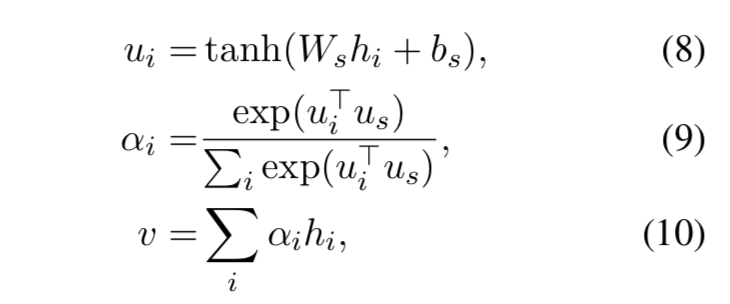 u_i = tanh(W_s h_i + b_s), (8)
α_i = exp(u_i^⊤ u_s) / ∑_i exp(u_i^⊤ u_s), (9)
v = ∑_i α_i h_i, (10)